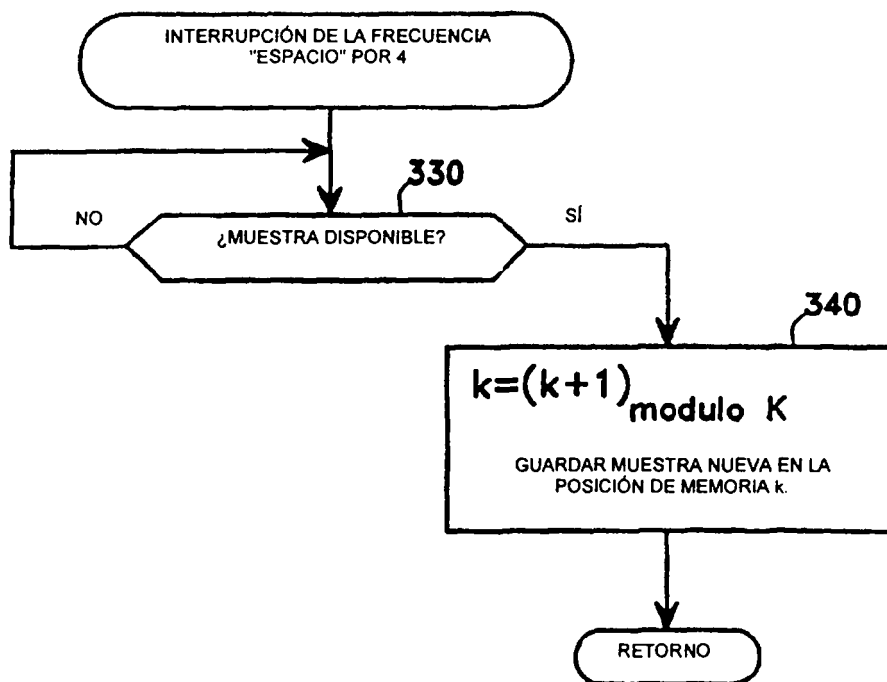 INTERRUPCIÓN DE LA FRECUENCIA
"ESPACIO" POR 4
330
NO
¿MUESTRA DISPONIBLE?
SÍ
340
k=(k+1) modulo K
GUARDAR MUESTRA NUEVA EN LA
POSICIÓN DE MEMORIA k.
RETORNO